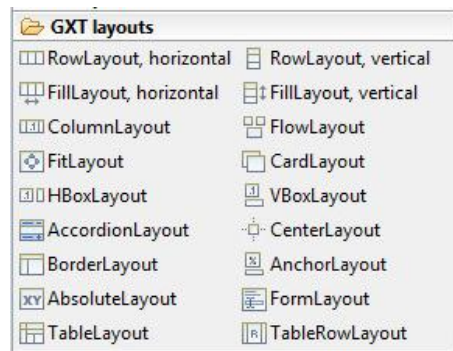 GXT layouts
RowLayout, horizontal RowLayout, vertical
FillLayout, horizontal FillLayout, vertical
ColumnLayout FlowLayout
FitLayout CardLayout
HBoxLayout VBoxLayout
AccordionLayout CenterLayout
BorderLayout AnchorLayout
XY AbsoluteLayout FormLayout
TableLayout R TableRowLayout